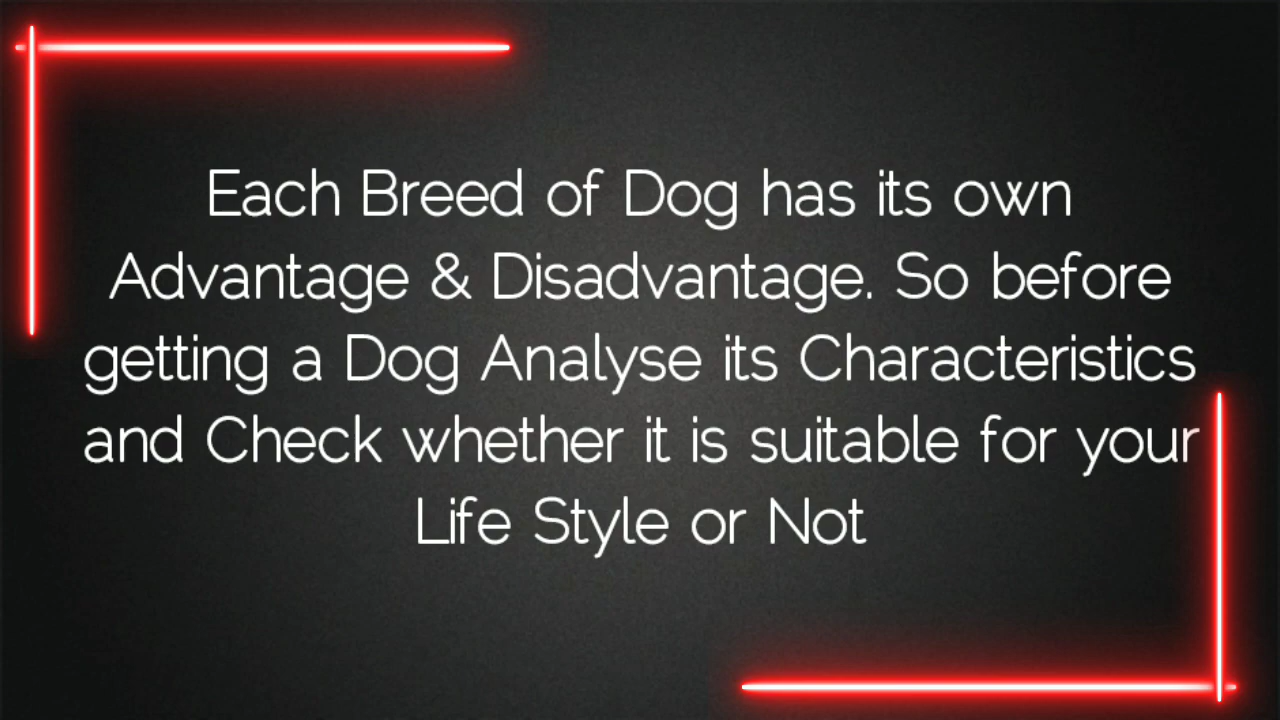 Each Breed of Dog has its own
Advantage & Disadvantage. So before
getting a Dog Analyse its Characteristics
and Check whether it is suitable for your
Life Style or Not